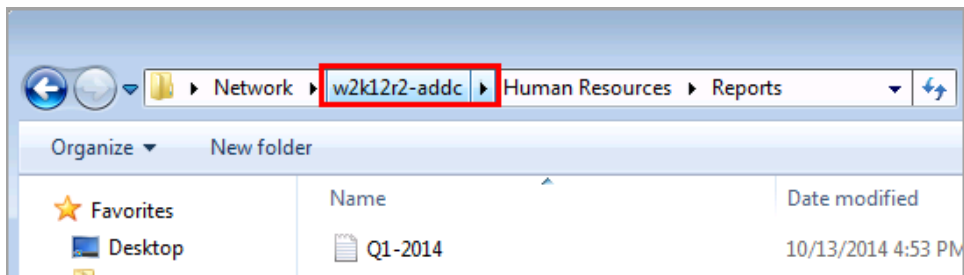 Network w2k12r2-addc Human Resources Reports
Organize New folder
Name Date modified
Favorites
Desktop Q1-2014 10/13/2014 4:53 PM